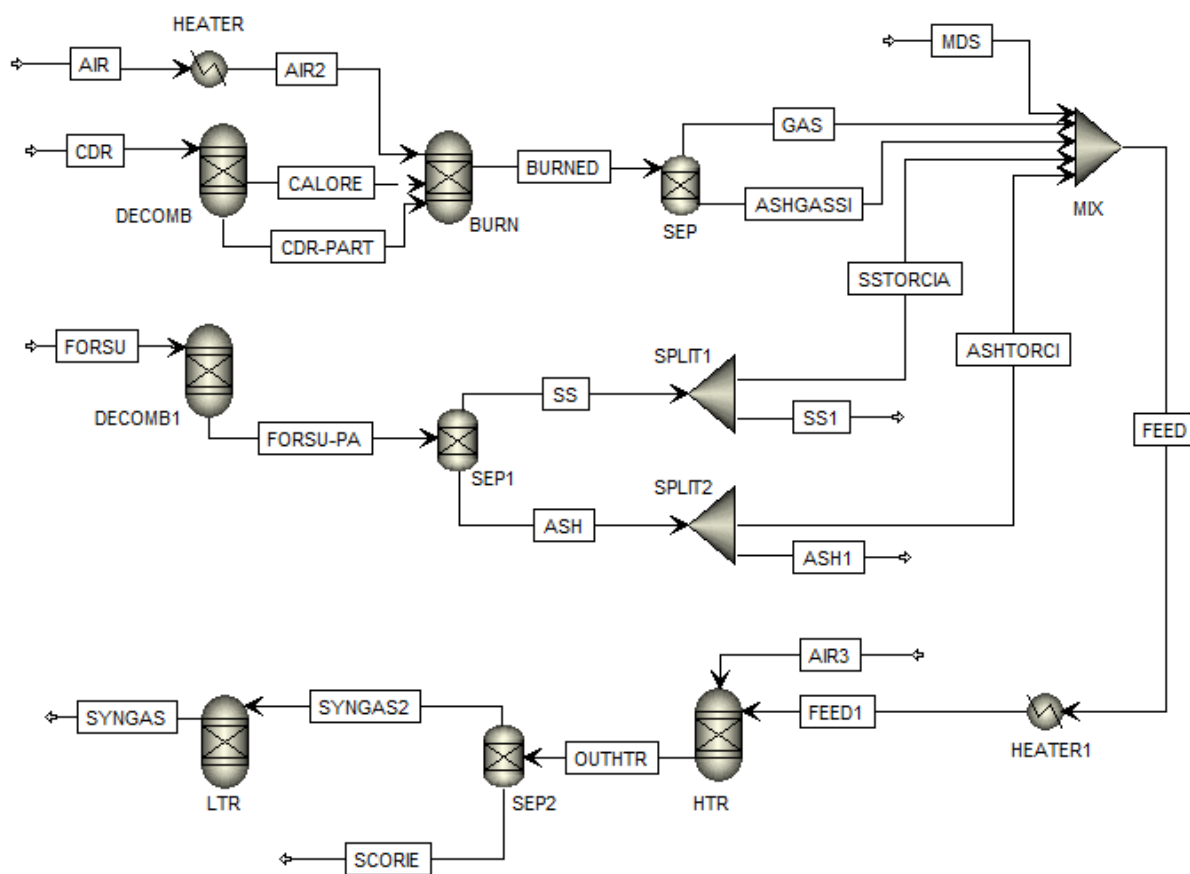 HEATER
AIR
AIR2
MDS
CDR
GAS
CALORE
BURNED
DECOMB
BURN
ASHGASSI
MIX
SEP
CDR-PART
SSTORCIA
FORSU
SPLIT1
ASHTORCI
SS
DECOMB1
SS1
FORSU-PA
FEED
SEP1
SPLIT2
ASH
ASH1
AIR3
SYNGAS
SYNGAS2
FEED1
HEATER1
OUTHTR
LTR
SEP2
HTR
SCORIE